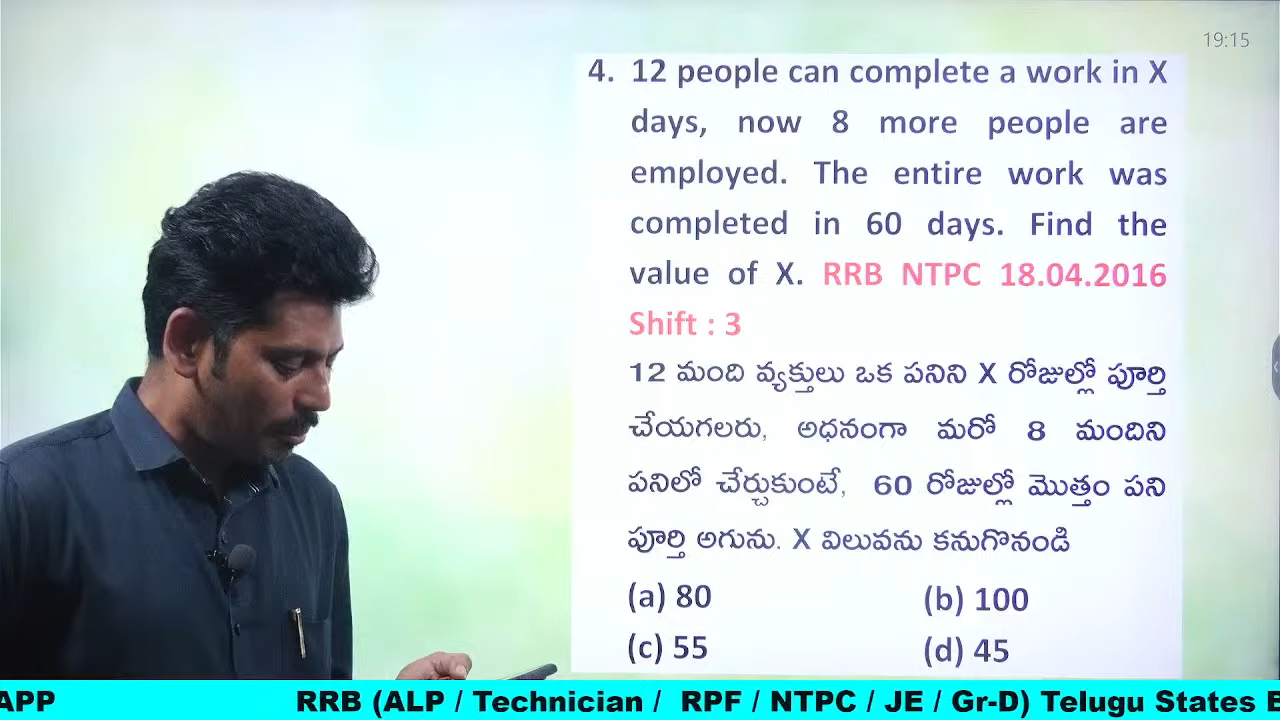 19:15
4. 12 people can complete a work in X
days, now 8 more people are
employed. The entire work was
completed in 60 days. Find the
value of X. RRB NTPC 18.04.2016
Shift : 3
12 మంది వ్యక్తులు ఒక పనిని X రోజుల్లో పూర్తి
చేయగలరు, అధనంగా మరో 8 మందిని
పనిలో చేర్చుకుంటే, 60 రోజుల్లో మొత్తం పని
పూర్తి అగును. X విలువను కనుగొనండి
(a) 80 (b) 100
(c) 55 (d) 45
APP RRB (ALP / Technician / RPF / NTPC / JE / Gr-D) Telugu States